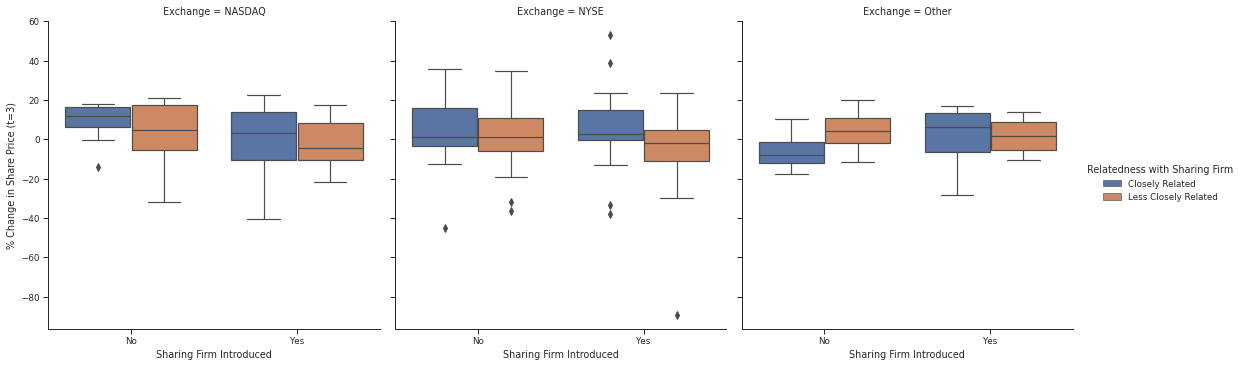 Exchange = NASDAQ
Exchange = NYSE
Exchange = Other
60
40
20
0
−20
−40
−60
−80
% Change in Share Price (t=3)
No
Yes
No
Yes
No
Yes
Sharing Firm Introduced
Sharing Firm Introduced
Sharing Firm Introduced
Relatedness with Sharing Firm
Closely Related
Less Closely Related